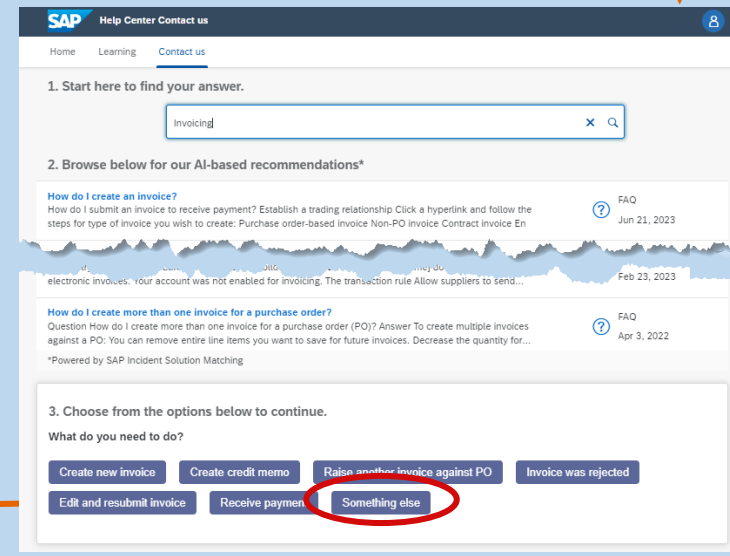 SAP Help Center Contact us
Home Learning Contact us
1. Start here to find your answer.
Invoicing
2. Browse below for our AI-based recommendations*
How do I create an invoice?
How do I submit an invoice to receive payment? Establish a trading relationship Click a hyperlink and follow the
steps for type of invoice you wish to create: Purchase order-based invoice Non-PO invoice Contract invoice En
FAQ
Jun 21, 2023
electronic invoices. Your account was not enabled for invoicing. The transaction rule Allow suppliers to send...
Feb 23, 2023
How do I create more than one invoice for a purchase order?
Question How do I create more than one invoice for a purchase order (PO)? Answer To create multiple invoices
against a PO: You can remove entire line items you want to save for future invoices. Decrease the quantity for...
FAQ
Apr 3, 2022
*Powered by SAP Incident Solution Matching
3. Choose from the options below to continue.
What do you need to do?
Create new invoice Create credit memo Raise another invoice against PO Invoice was rejected
Edit and resubmit invoice Receive payment Something else